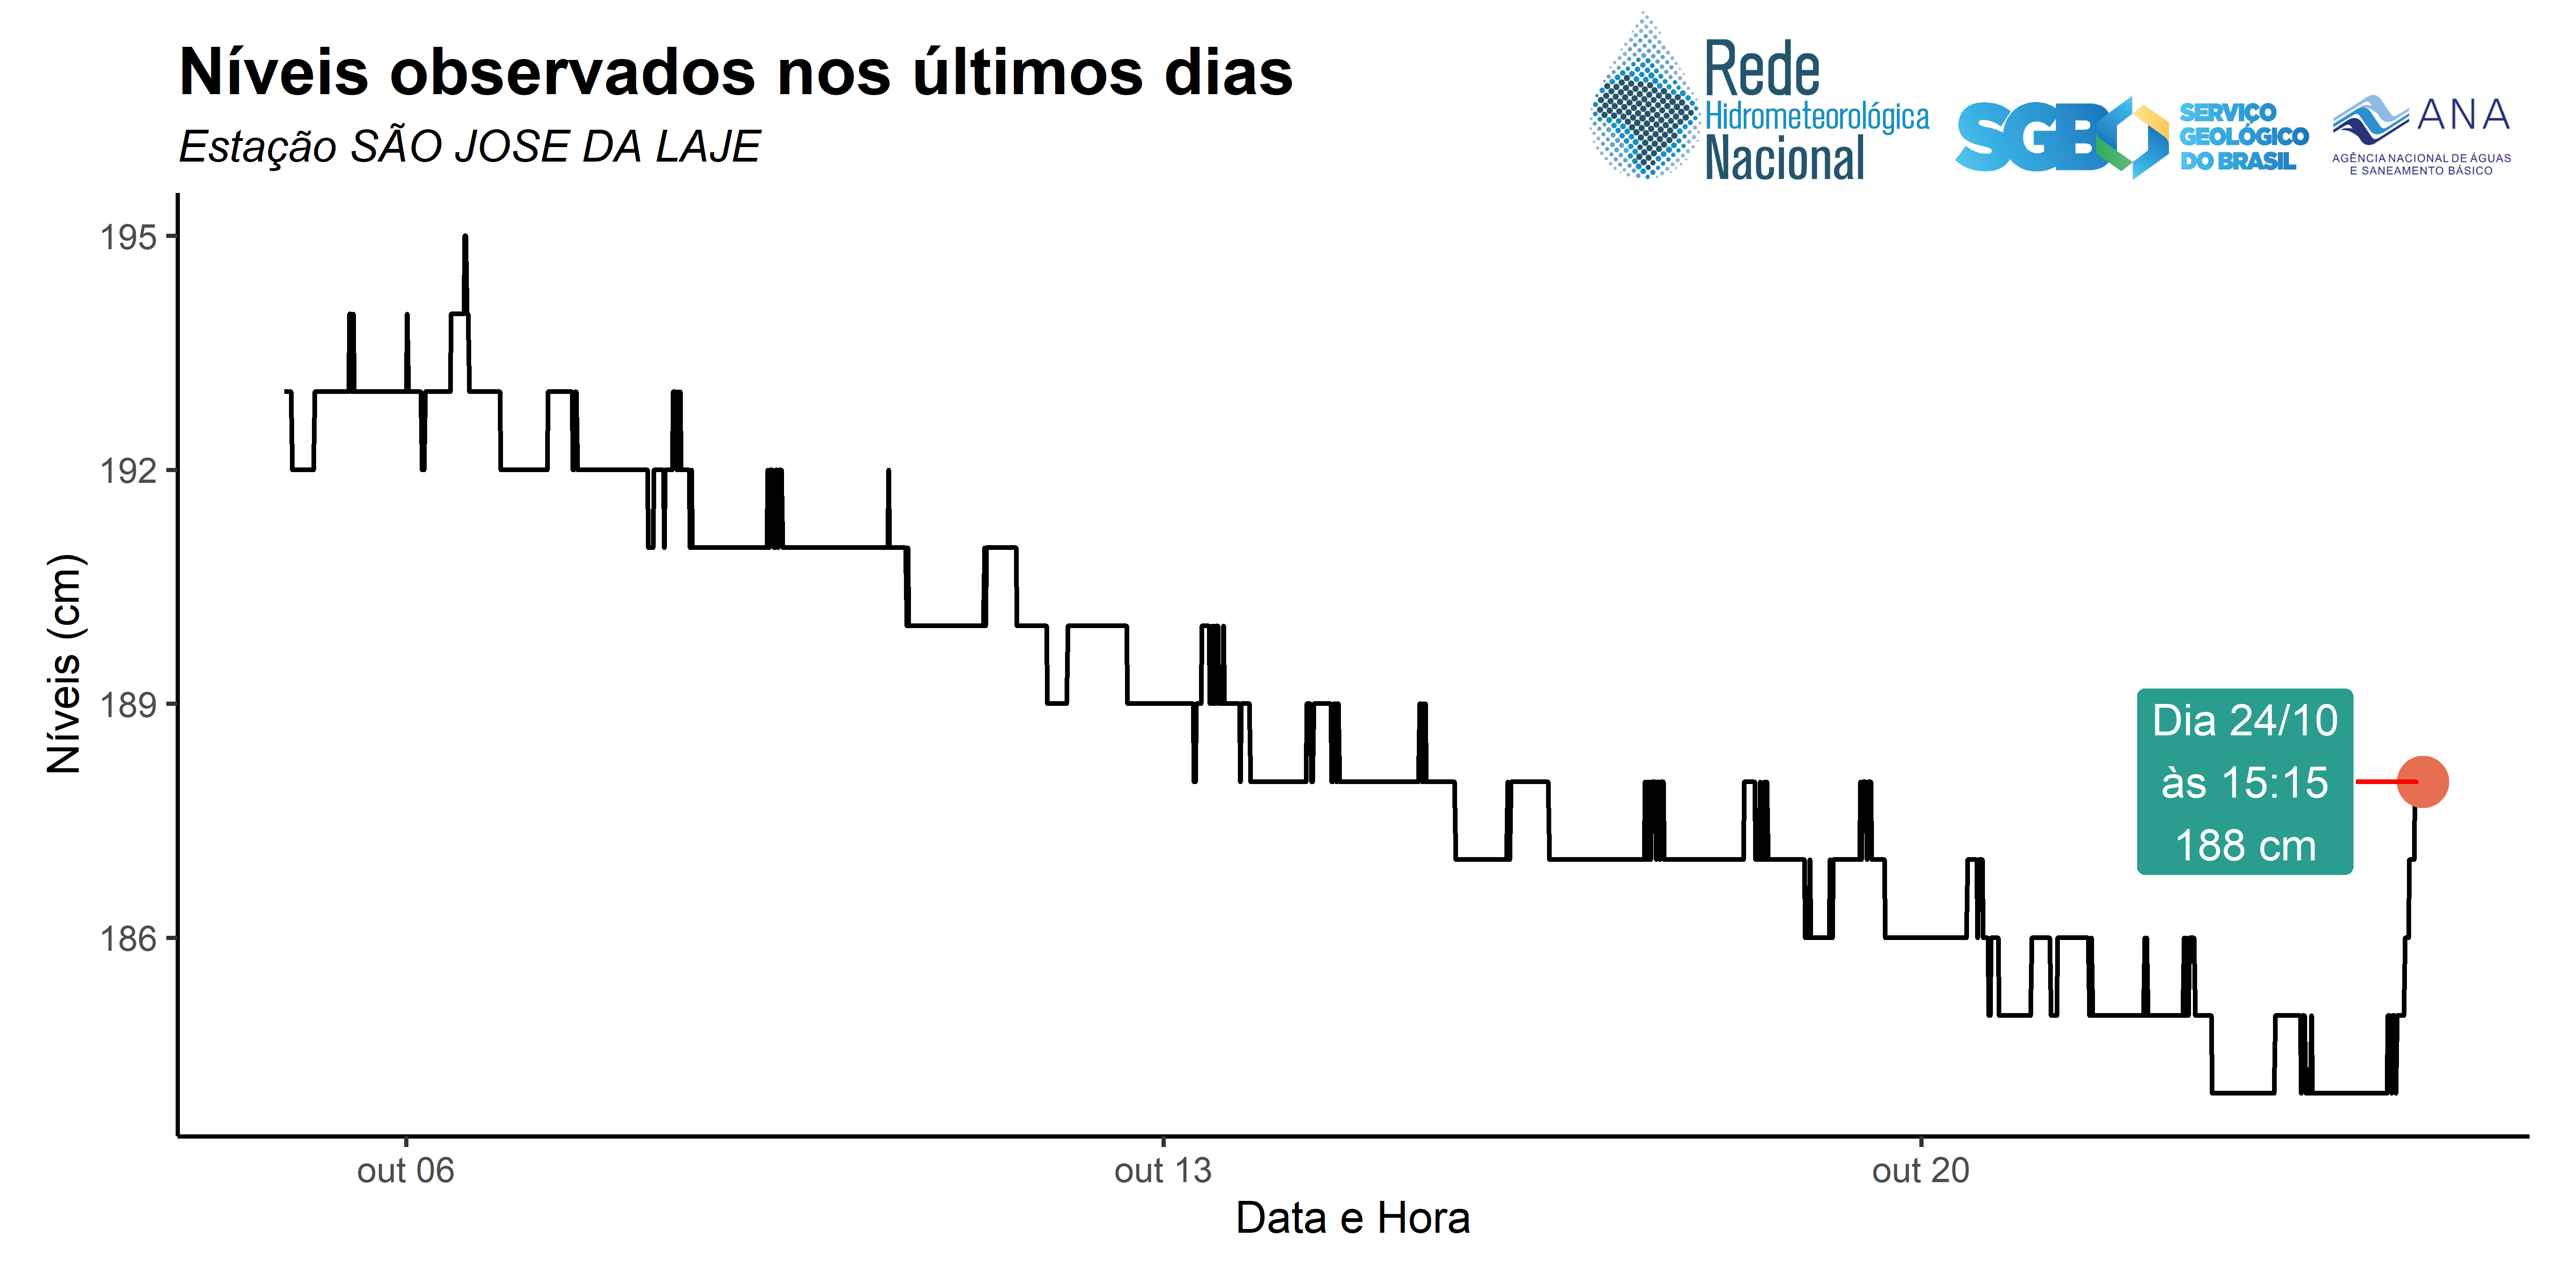 Níveis observados nos últimos dias
Estação SÃO JOSE DA LAJE
Rede
Hidrometeorológica
Nacional
SGB
SERVIÇO
GEOLÓGICO
DO BRASIL
ANA
AGÊNCIA NACIONAL DE ÁGUAS
E SANEAMENTO BÁSICO
195
192
189
186
Níveis (cm)
Dia 24/10
às 15:15
188 cm
out 06
out 13
out 20
Data e Hora